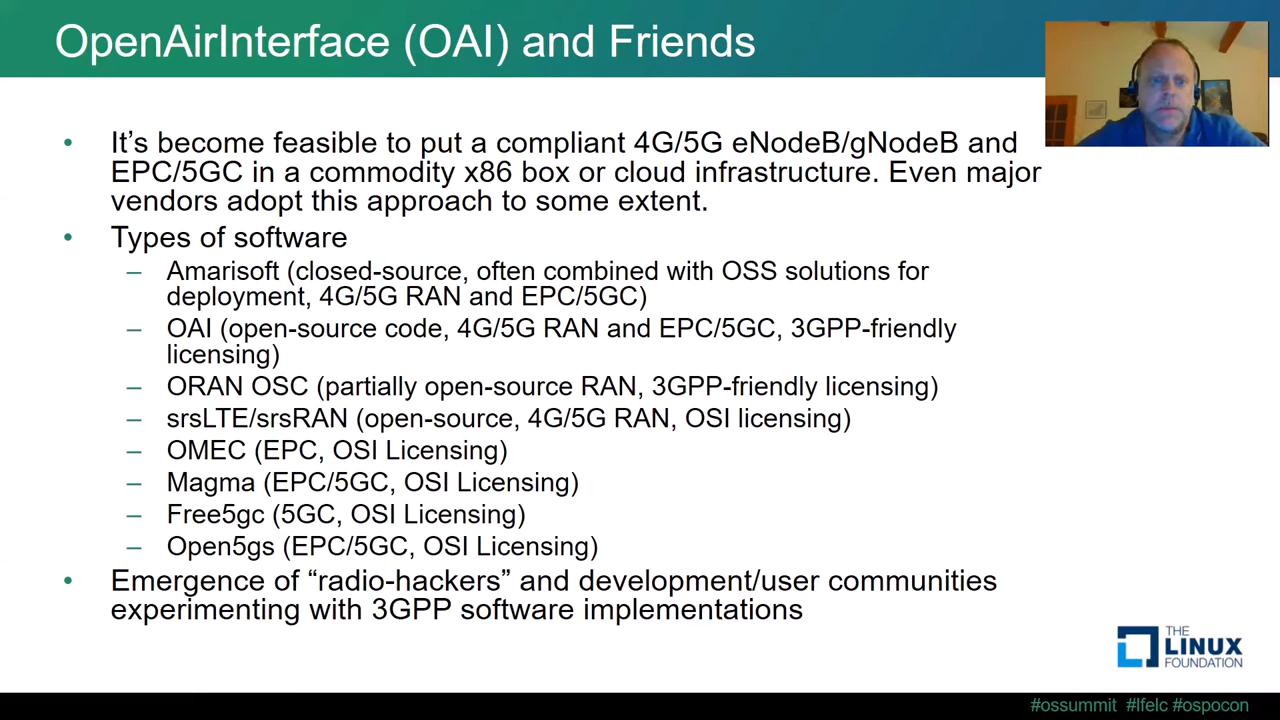 OpenAirInterface (OAI) and Friends
• It's become feasible to put a compliant 4G/5G eNodeB/gNodeB and
EPC/5GC in a commodity x86 box or cloud infrastructure. Even major
vendors adopt this approach to some extent.
• Types of software
– Amarisoft (closed-source, often combined with OSS solutions for
deployment, 4G/5G RAN and EPC/5GC)
– OAI (open-source code, 4G/5G RAN and EPC/5GC, 3GPP-friendly
licensing)
– ORAN OSC (partially open-source RAN, 3GPP-friendly licensing)
– srsLTE/srsRAN (open-source, 4G/5G RAN, OSI licensing)
– OMEC (EPC, OSI Licensing)
– Magma (EPC/5GC, OSI Licensing)
– Free5gc (5GC, OSI Licensing)
– Open5gs (EPC/5GC, OSI Licensing)
• Emergence of “radio-hackers” and development/user communities
experimenting with 3GPP software implementations
THE
LINUX
FOUNDATION
#ossummit #lfelc #ospocon